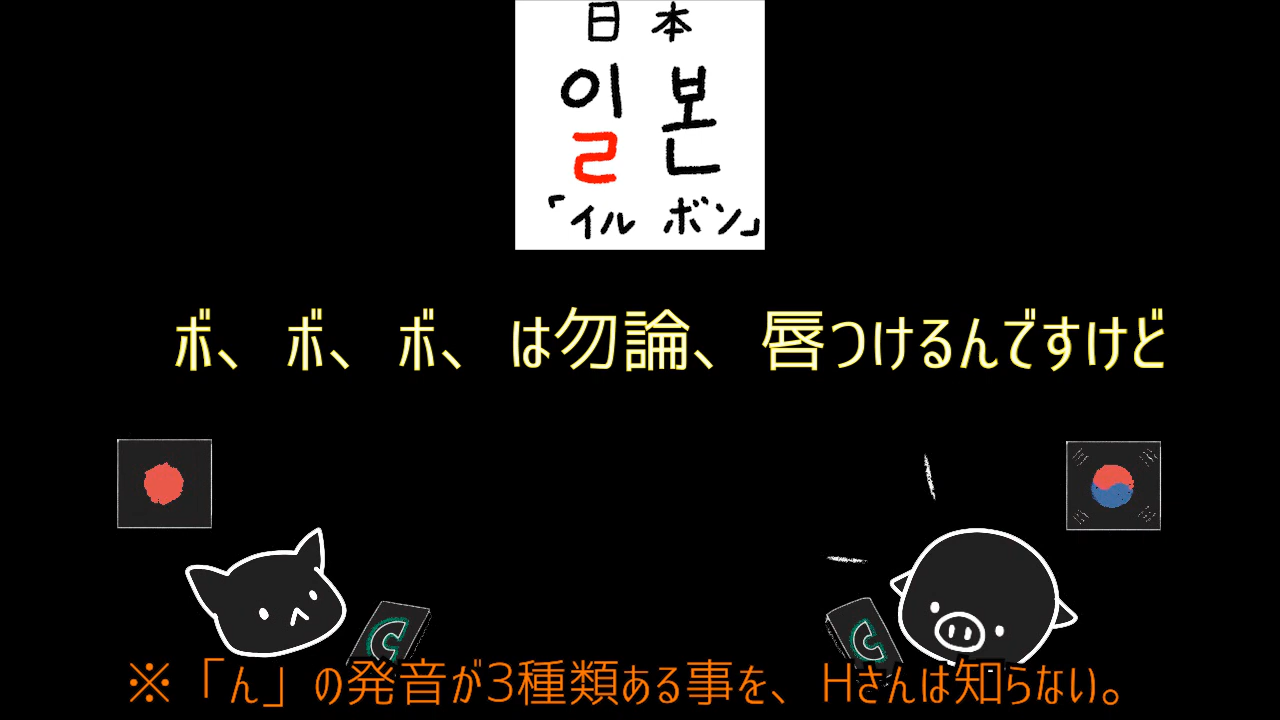 日 本
일 본
「イル ボン」
ボ、ボ、ボ、は勿論、唇つけるんですけど
※「ん」の発音が3種類ある事を、Hさんは知らない。